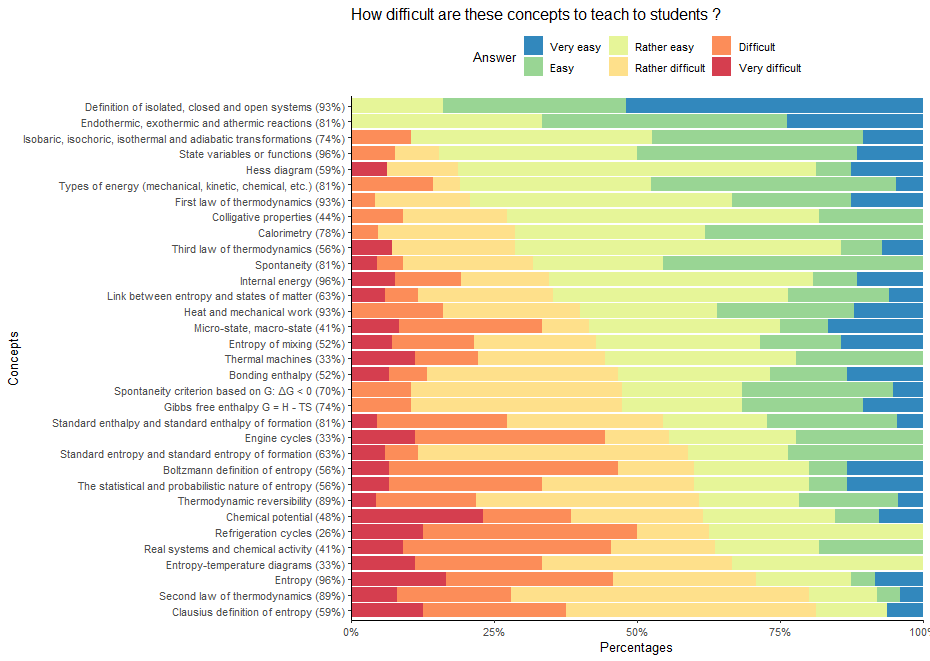 How difficult are these concepts to teach to students ?
Answer
Very easy
Rather easy
Difficult
Easy
Rather difficult
Very difficult
Concepts
Definition of isolated, closed and open systems (93%)
Endothermic, exothermic and athermic reactions (81%)
Isobaric, isochoric, isothermal and adiabatic transformations (74%)
State variables or functions (96%)
Hess diagram (59%)
Types of energy (mechanical, kinetic, chemical, etc.) (81%)
First law of thermodynamics (93%)
Colligative properties (44%)
Calorimetry (78%)
Third law of thermodynamics (56%)
Spontaneity (81%)
Internal energy (96%)
Link between entropy and states of matter (63%)
Heat and mechanical work (93%)
Micro-state, macro-state (41%)
Entropy of mixing (52%)
Thermal machines (33%)
Bonding enthalpy (52%)
Spontaneity criterion based on G: ΔG < 0 (70%)
Gibbs free enthalpy G = H - TS (74%)
Standard enthalpy and standard enthalpy of formation (81%)
Engine cycles (33%)
Standard entropy and standard entropy of formation (63%)
Boltzmann definition of entropy (56%)
The statistical and probabilistic nature of entropy (56%)
Thermodynamic reversibility (89%)
Chemical potential (48%)
Refrigeration cycles (26%)
Real systems and chemical activity (41%)
Entropy-temperature diagrams (33%)
Entropy (96%)
Second law of thermodynamics (89%)
Clausius definition of entropy (59%)
0%
25%
50%
75%
100%
Percentages